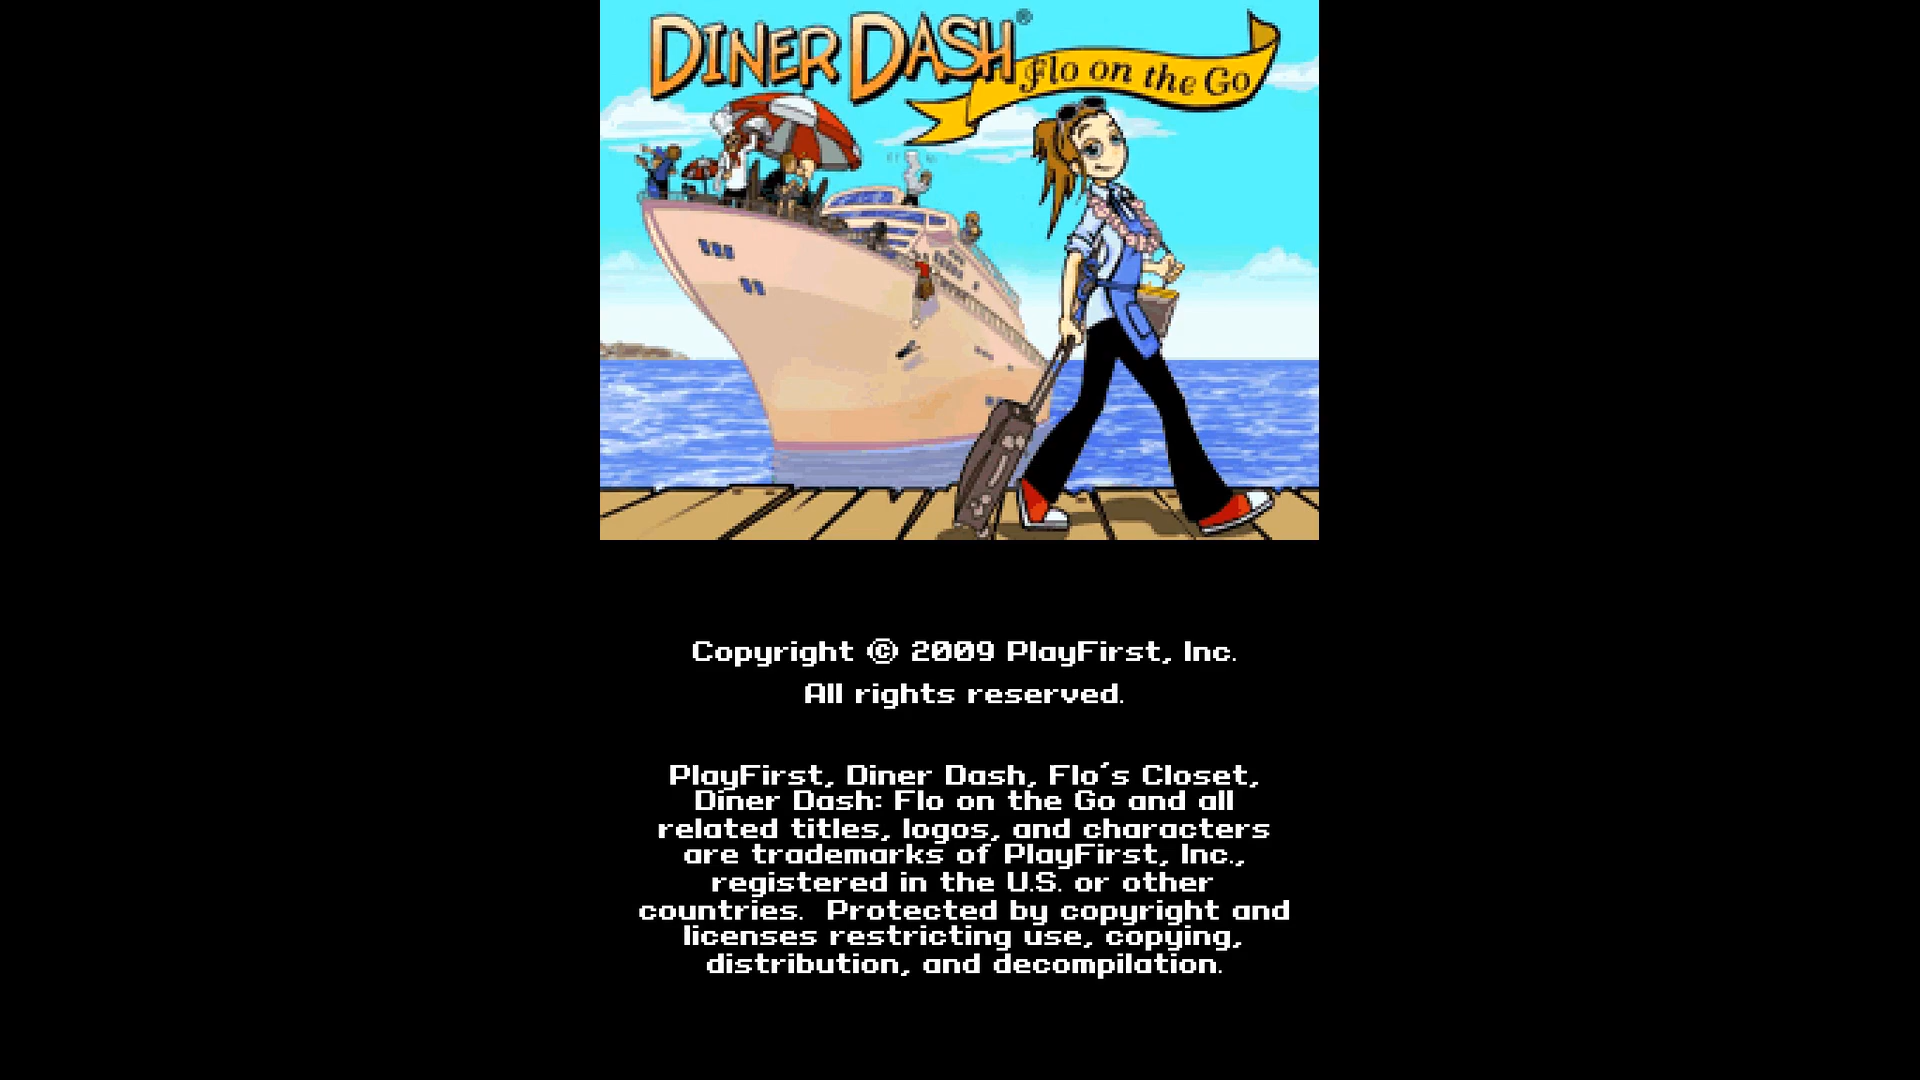 DINER DASH®
Flo on the Go
Copyright © 2009 PlayFirst, Inc.
All rights reserved.
PlayFirst, Diner Dash, Flo's Closet,
Diner Dash: Flo on the Go and all
related titles, logos, and characters
are trademarks of PlayFirst, Inc.,
registered in the U.S. or other
countries.  Protected by copyright and
licenses restricting use, copying,
distribution, and decompilation.